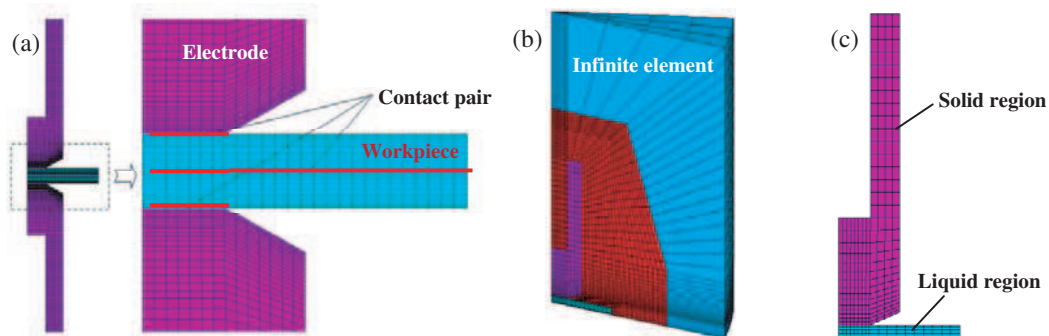 (a)
Electrode
Contact pair
Workpiece
(b)
Infinite element
(c)
Solid region
Liquid region